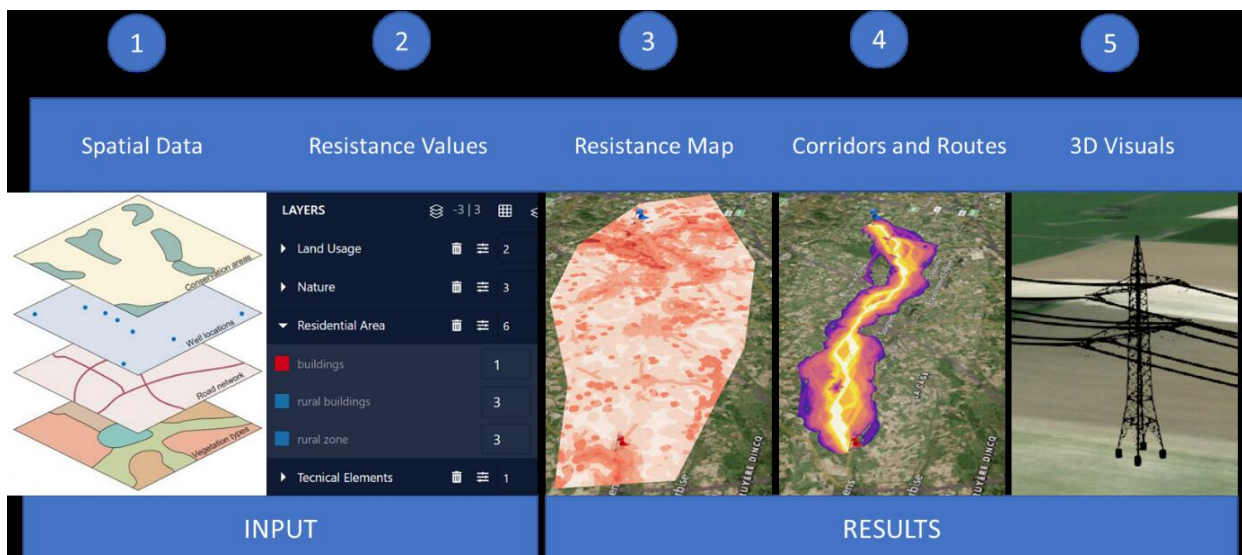 1
2
3
4
5
Spatial Data
Resistance Values
Resistance Map
Corridors and Routes
3D Visuals
Conservation areas
Well locations
Road network
Vegetation types
LAYERS -3 | 3
Land Usage 2
Nature 3
Residential Area 6
buildings 1
rural buildings 3
rural zone 3
Tecnical Elements 1
INPUT
RESULTS